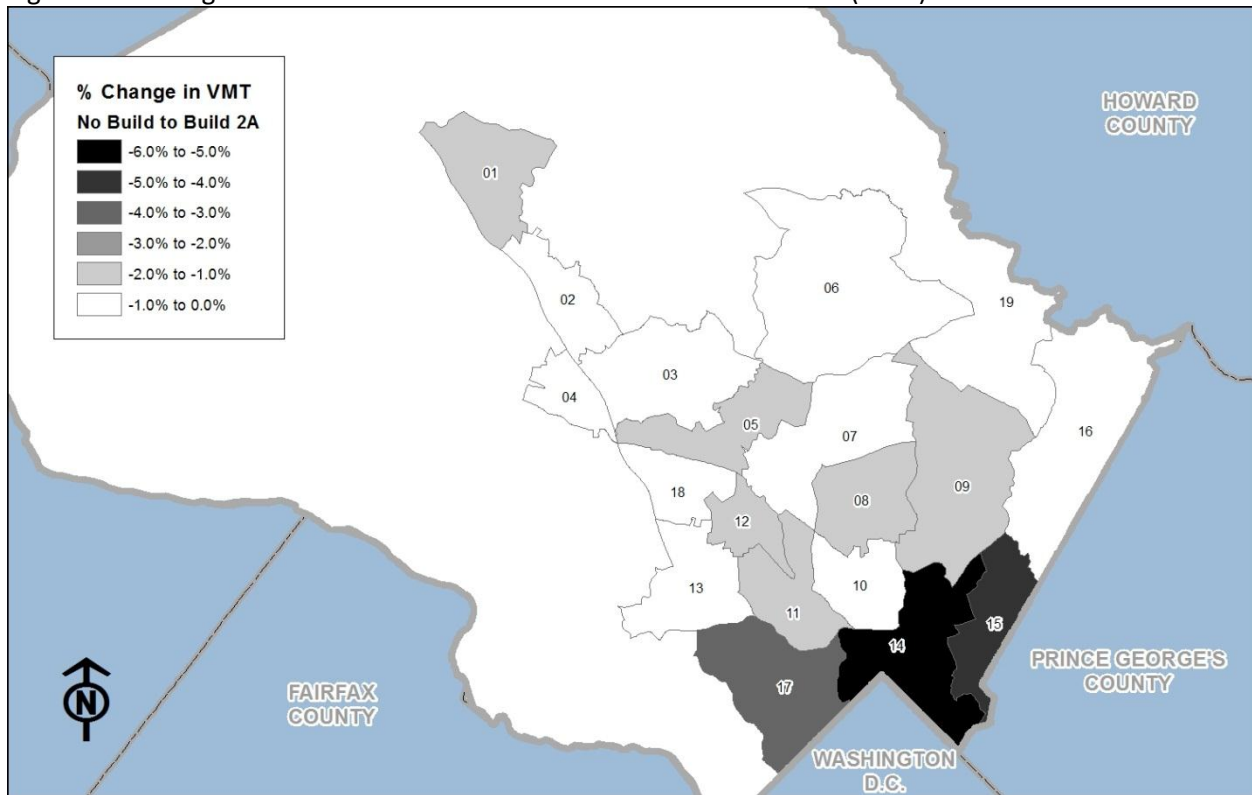 % Change in VMT
No Build to Build 2A
-6.0% to -5.0%
-5.0% to -4.0%
-4.0% to -3.0%
-3.0% to -2.0%
-2.0% to -1.0%
-1.0% to 0.0%
HOWARD
COUNTY
01
02
03
04
05
06
19
07
16
18
12
08
09
13
11
10
14
15
17
N
FAIRFAX
COUNTY
PRINCE GEORGE'S
COUNTY
WASHINGTON
D.C.